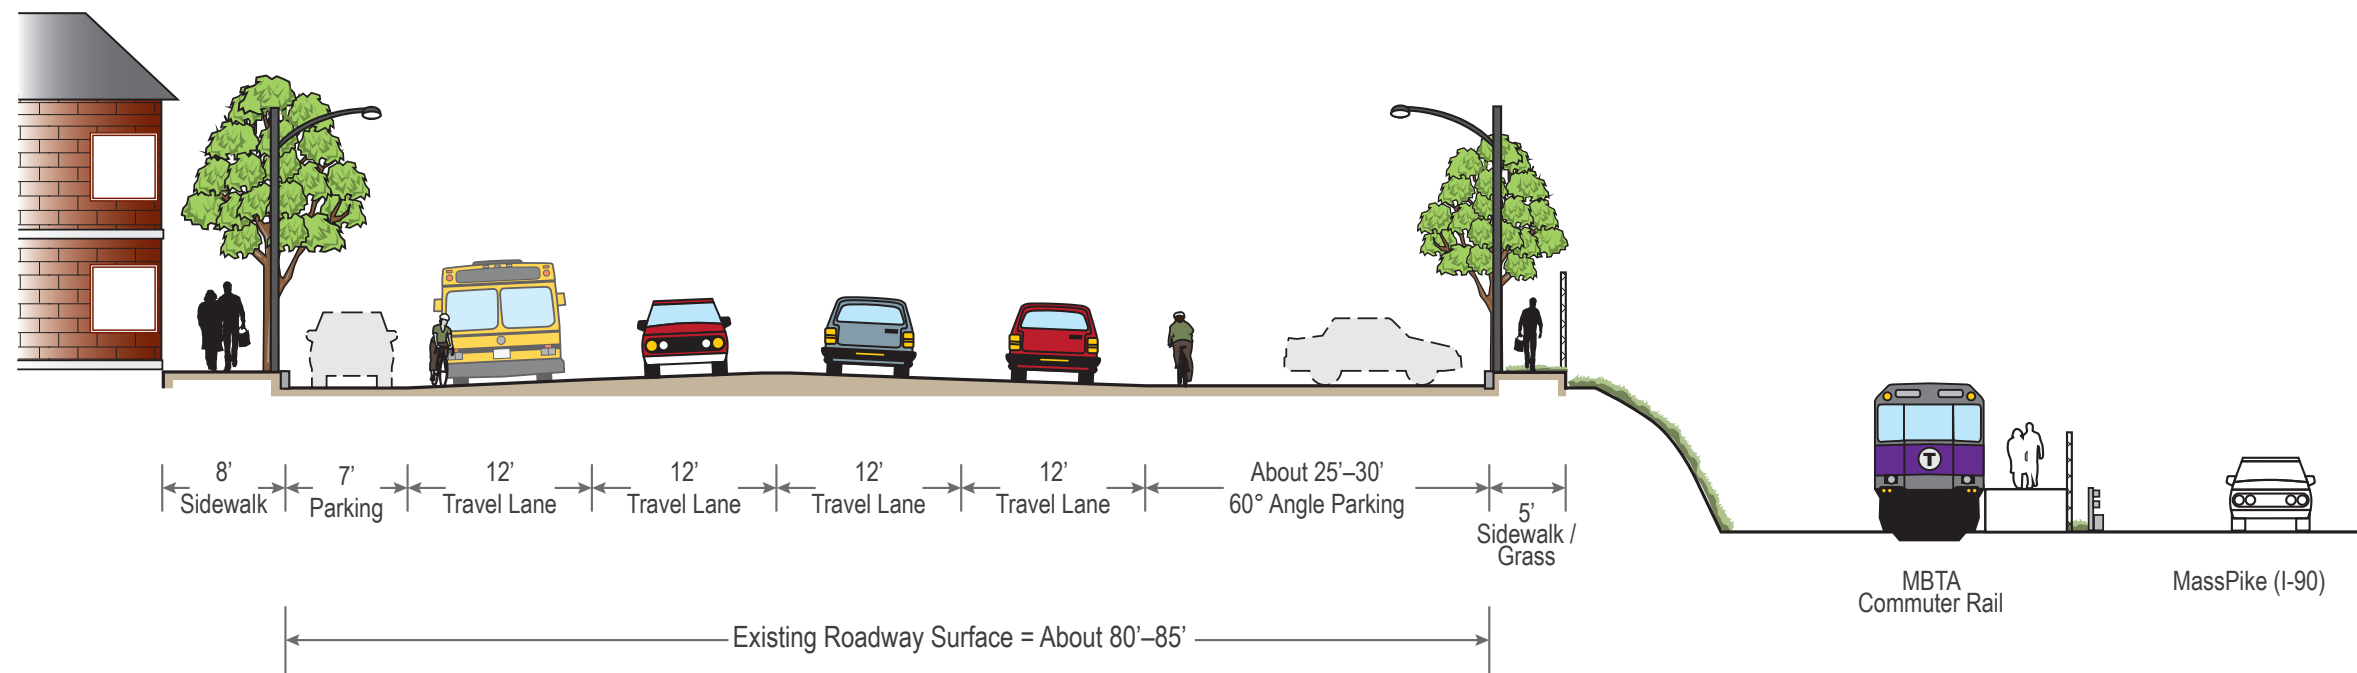 8’
Sidewalk
7’
Parking
12’
Travel Lane
12’
Travel Lane
12’
Travel Lane
12’
Travel Lane
About 25’–30’
60° Angle Parking
5’
Sidewalk /
Grass
T
MBTA
Commuter Rail
MassPike (I-90)
Existing Roadway Surface = About 80’–85’